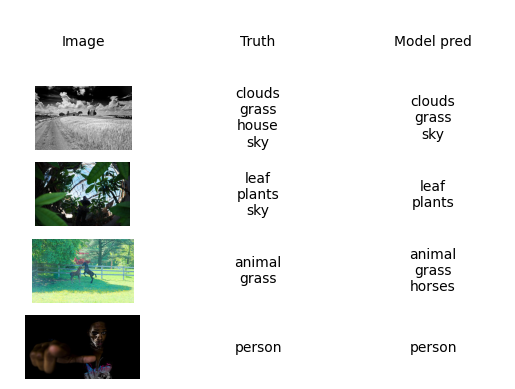 Image Truth Model pred
clouds
grass
house
sky
clouds
grass
sky
leaf
plants
sky
leaf
plants
animal
grass
animal
grass
horses
person
person